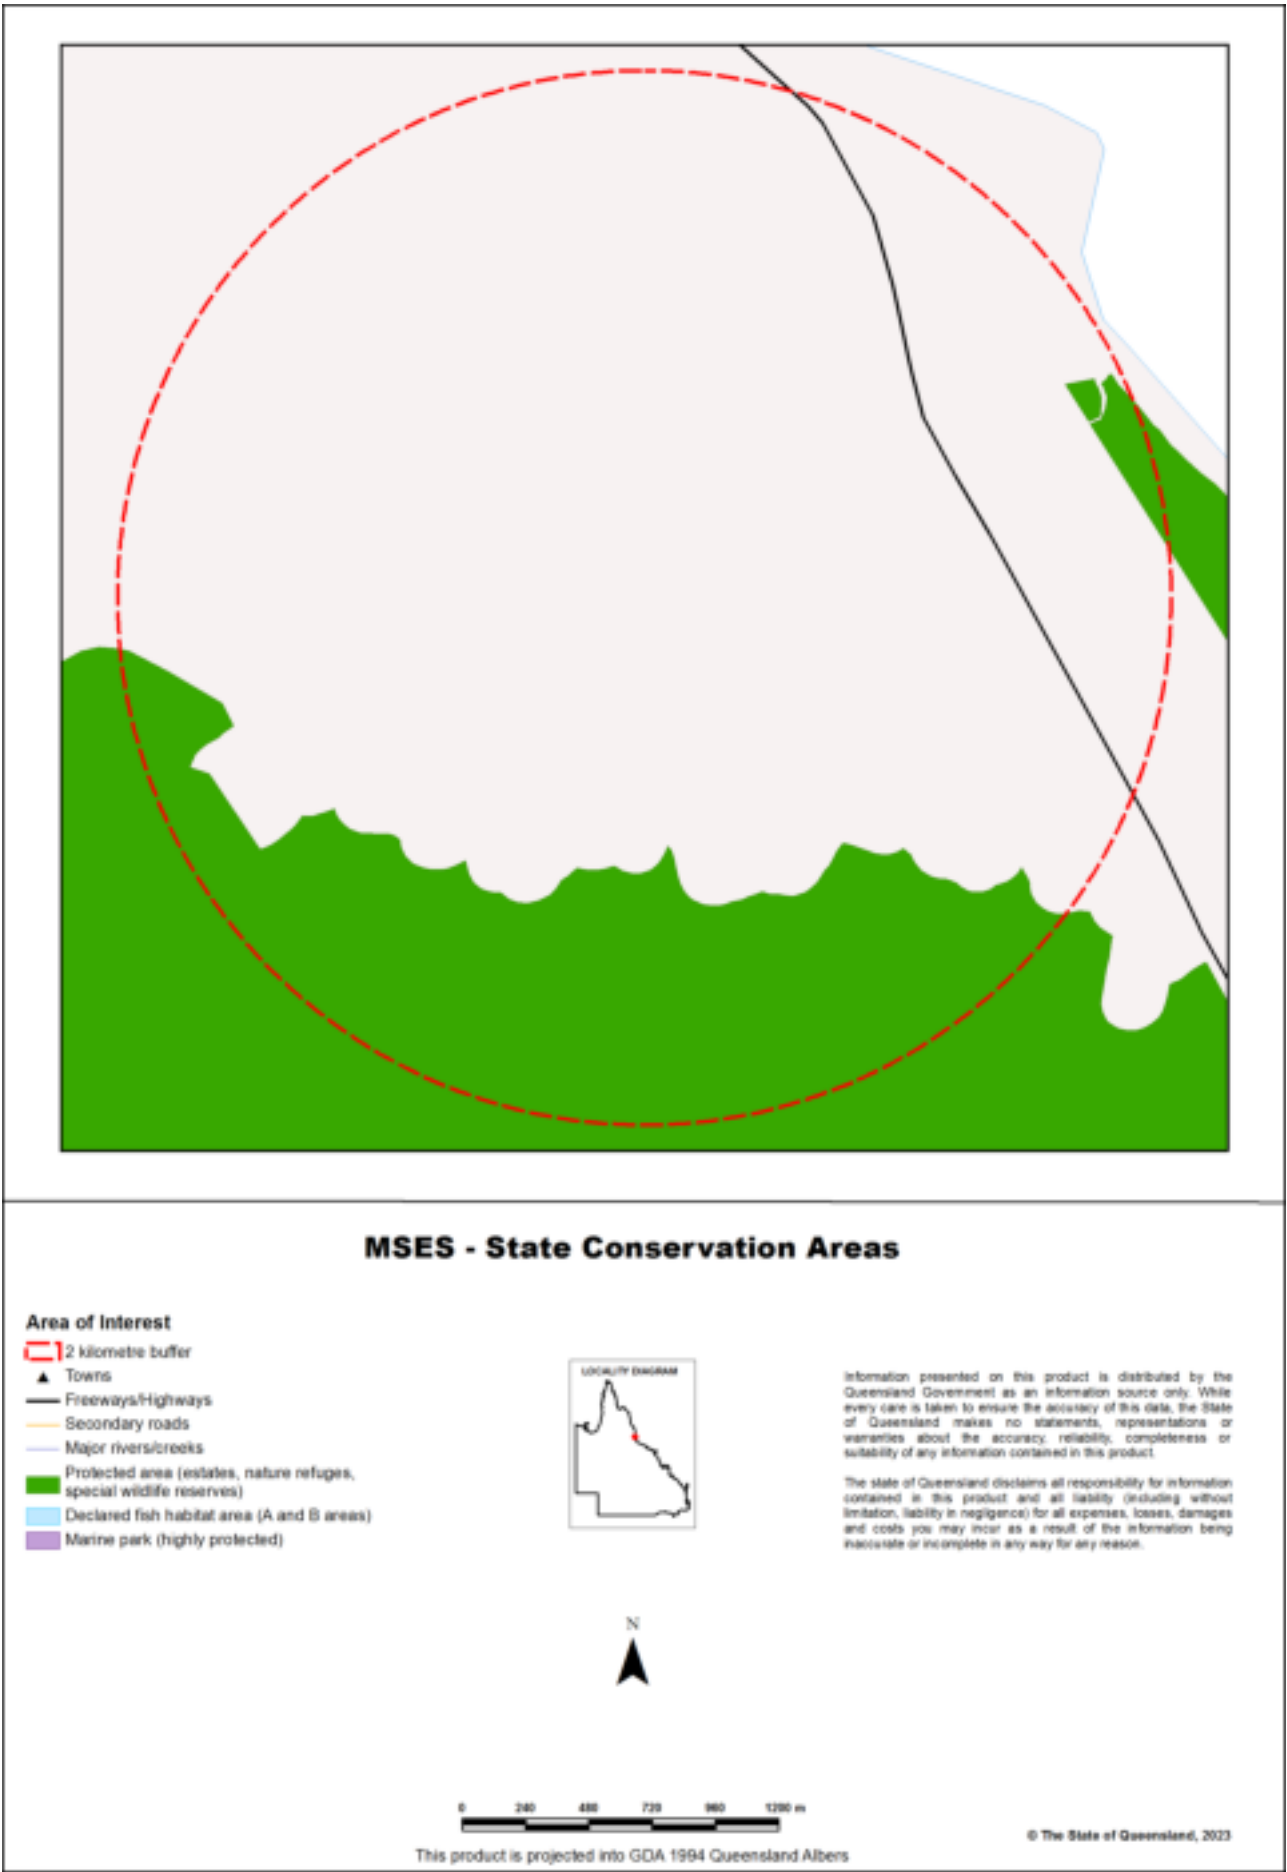 MSES - State Conservation Areas
Area of Interest
2 kilometre buffer
Towns
Freeways/Highways
Secondary roads
Major rivers/creeks
Protected area (estates, nature refuges,
special wildlife reserves)
Declared fish habitat area (A and B areas)
Marine park (highly protected)
LOCALITY DIAGRAM
Information presented on this product is distributed by the
Queensland Government as an information source only. While
every care is taken to ensure the accuracy of this data, the State
of Queensland makes no statements, representations or
warranties about the accuracy, reliability, completeness or
suitability of any information contained in this product.
The state of Queensland disclaims all responsibility for information
contained in this product and all liability (including without
limitation, liability in negligence) for all expenses, losses, damages
and costs you may incur as a result of the information being
inaccurate or incomplete in any way for any reason.
N
0 240 480 720 960 1200 m
This product is projected into GDA 1994 Queensland Albers
© The State of Queensland, 2023